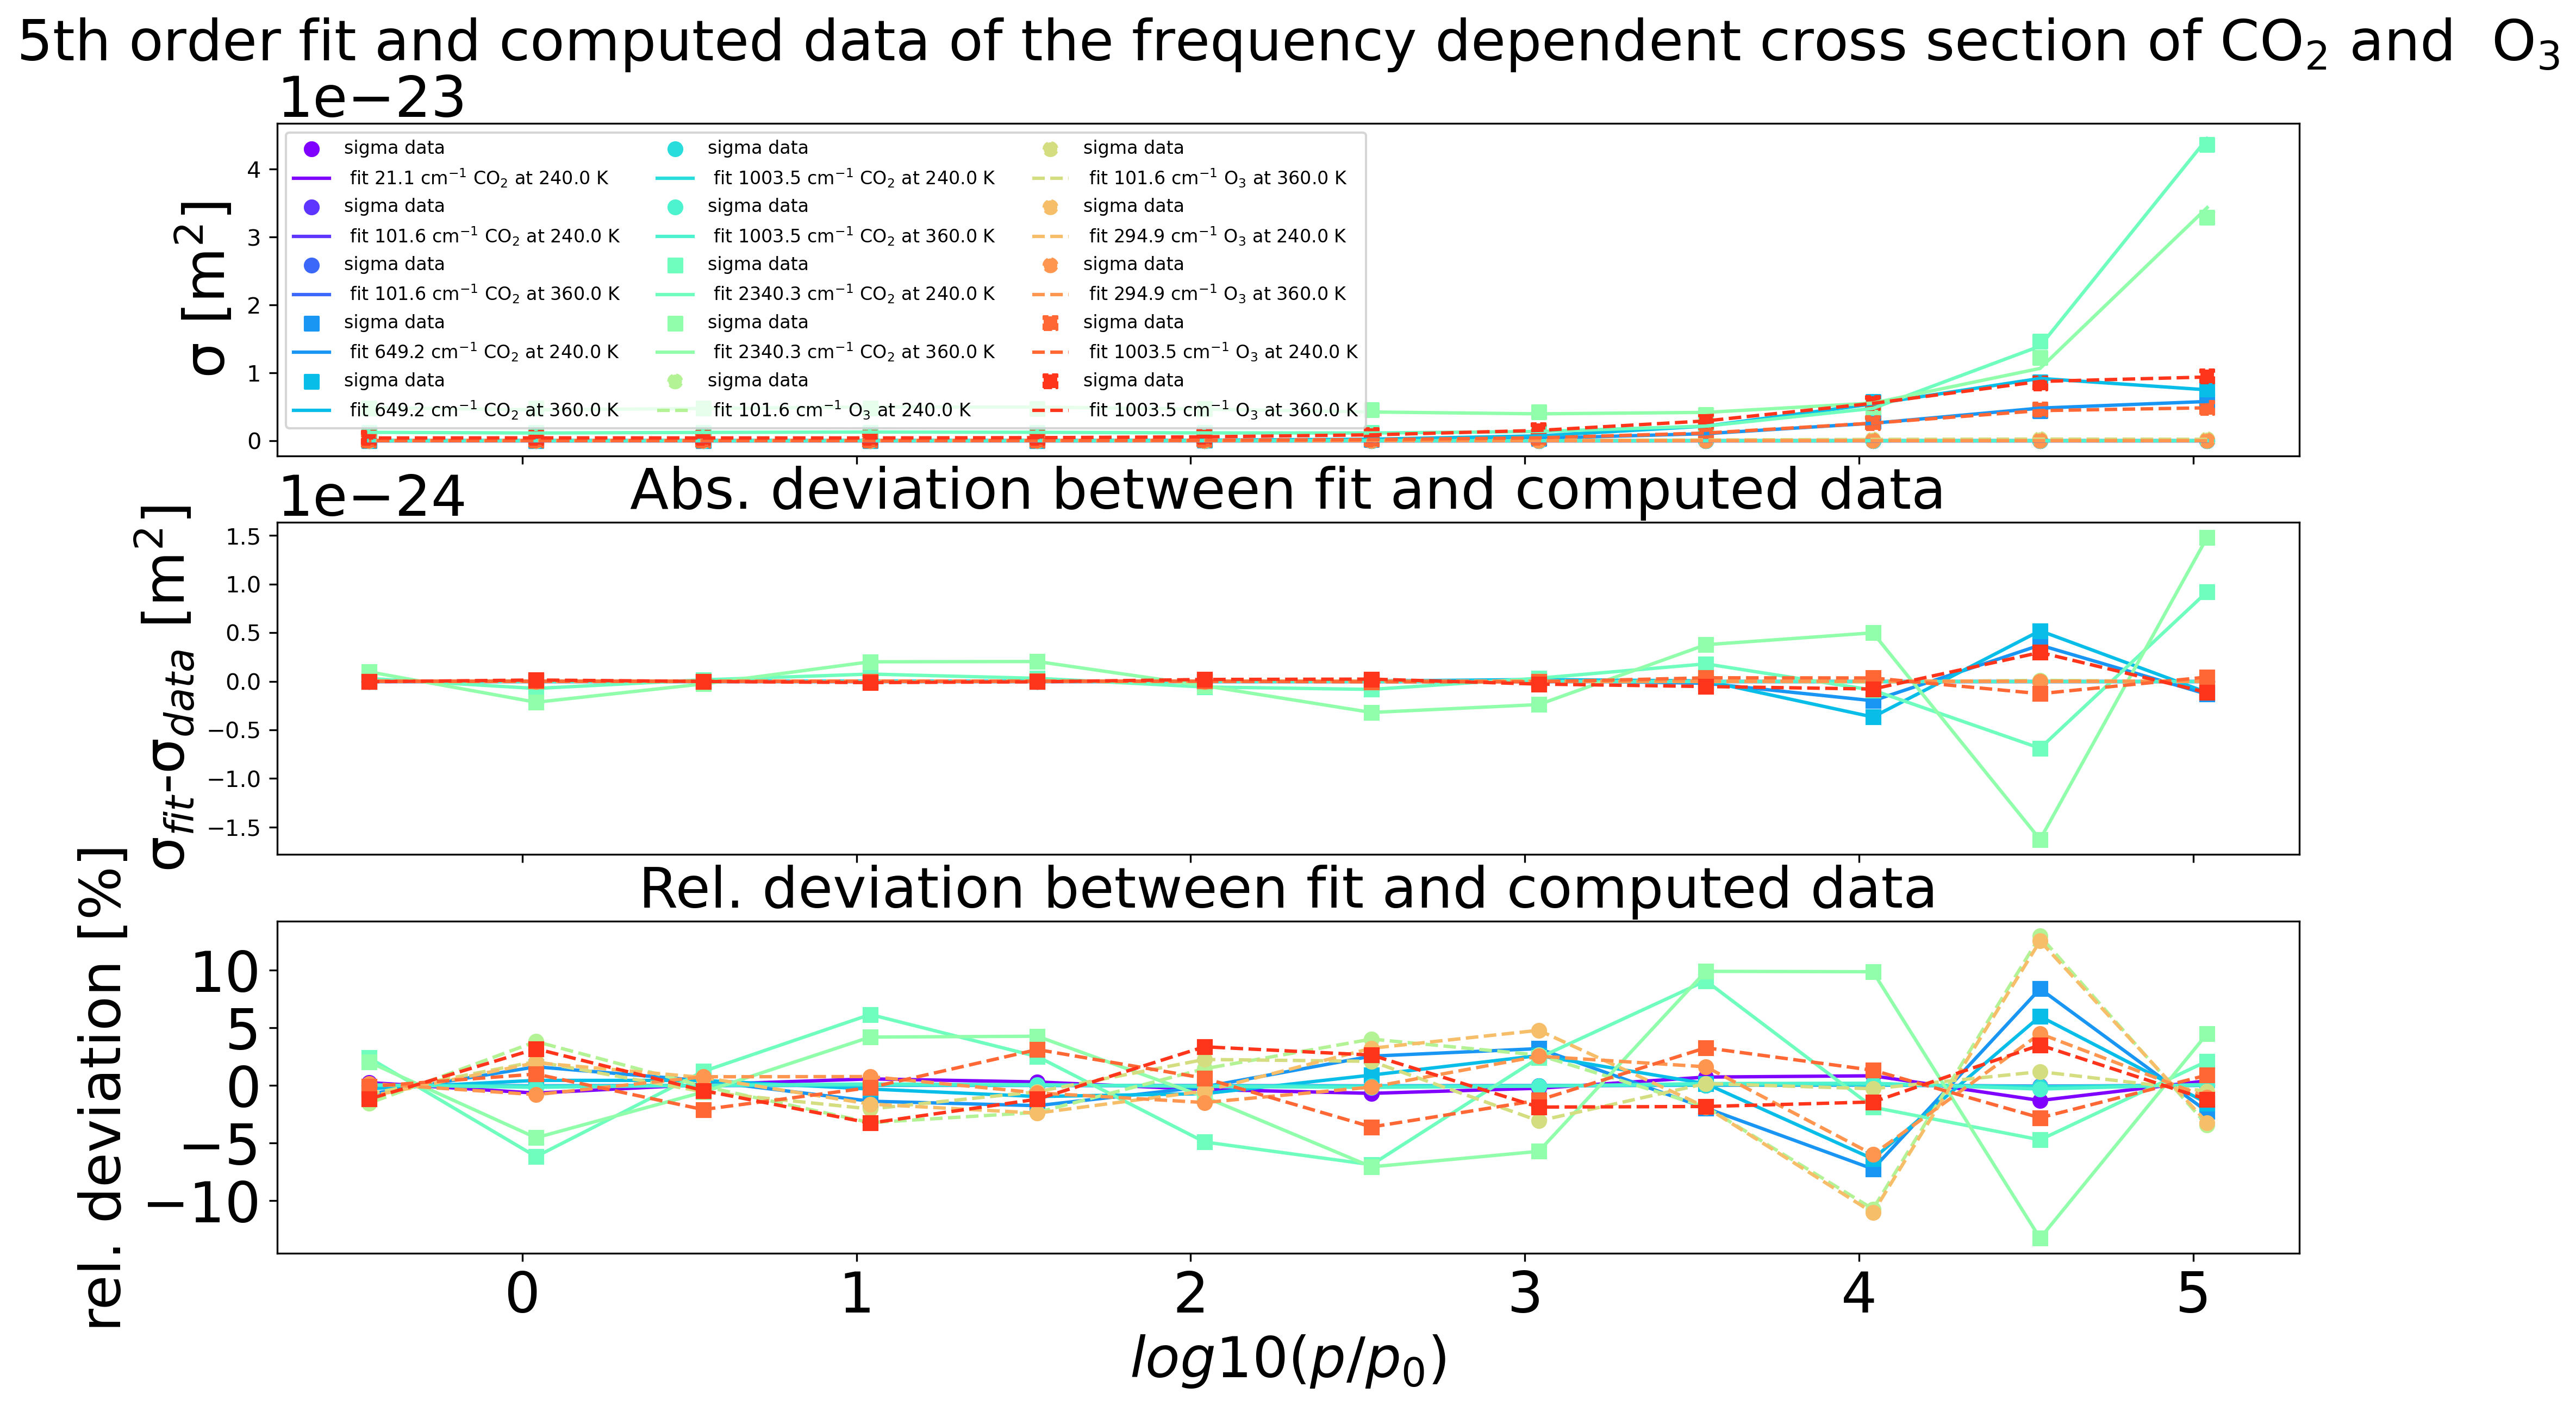 5th order fit and computed data of the frequency dependent cross section of CO₂ and O₃
1e−23
σ [m²]
4
3
2
1
0
sigma data
fit 21.1 cm⁻¹ CO₂ at 240.0 K
sigma data
fit 101.6 cm⁻¹ CO₂ at 240.0 K
sigma data
fit 101.6 cm⁻¹ CO₂ at 360.0 K
sigma data
fit 649.2 cm⁻¹ CO₂ at 240.0 K
sigma data
fit 649.2 cm⁻¹ CO₂ at 360.0 K
sigma data
fit 1003.5 cm⁻¹ CO₂ at 240.0 K
sigma data
fit 1003.5 cm⁻¹ CO₂ at 360.0 K
sigma data
fit 2340.3 cm⁻¹ CO₂ at 240.0 K
sigma data
fit 2340.3 cm⁻¹ CO₂ at 360.0 K
sigma data
fit 101.6 cm⁻¹ O₃ at 240.0 K
sigma data
fit 101.6 cm⁻¹ O₃ at 360.0 K
sigma data
fit 294.9 cm⁻¹ O₃ at 240.0 K
sigma data
fit 294.9 cm⁻¹ O₃ at 360.0 K
sigma data
fit 1003.5 cm⁻¹ O₃ at 240.0 K
sigma data
fit 1003.5 cm⁻¹ O₃ at 360.0 K
1e−24
Abs. deviation between fit and computed data
σfit-σdata [m²]
1.5
1.0
0.5
0.0
−0.5
−1.0
−1.5
Rel. deviation between fit and computed data
rel. deviation [%]
10
5
0
−5
−10
0 1 2 3 4 5
log10(p/p₀)